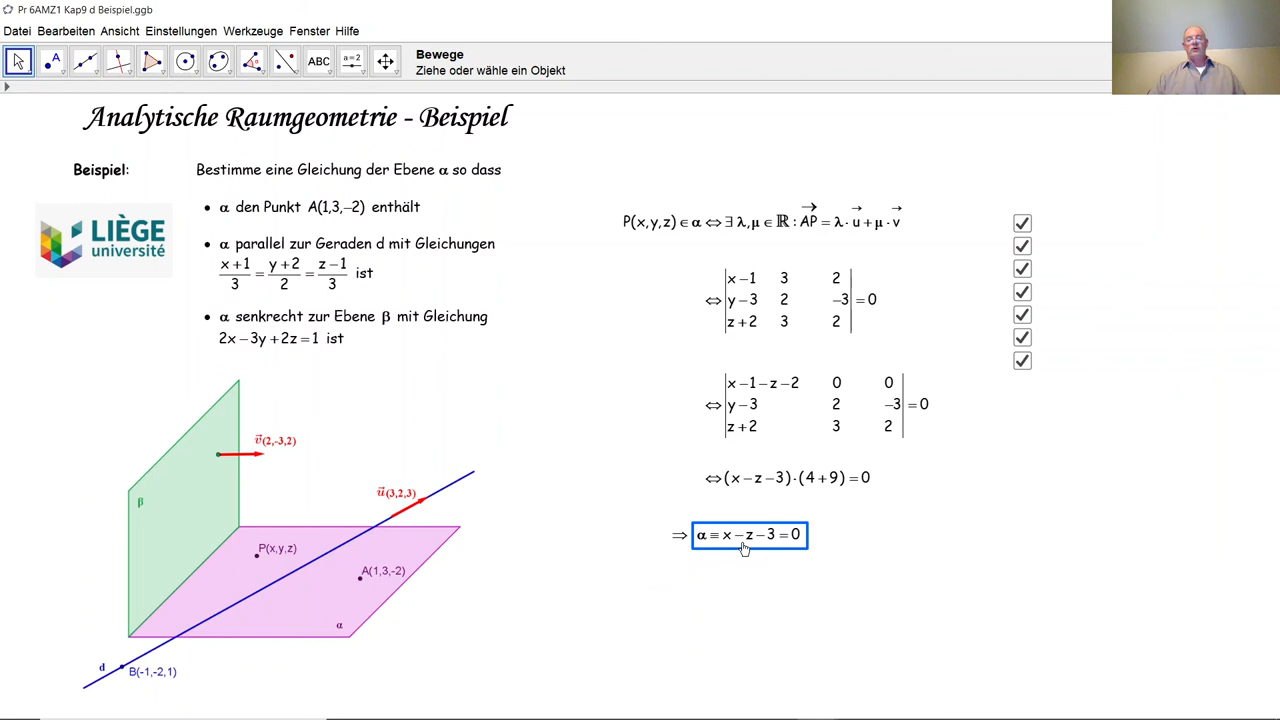 Pr 6AMZ1 Kap9 d Beispiel.ggb
Datei Bearbeiten Ansicht Einstellungen Werkzeuge Fenster Hilfe
A
ABC
a=2
Bewege
Ziehe oder wähle ein Objekt
Analytische Raumgeometrie - Beispiel
Beispiel: Bestimme eine Gleichung der Ebene α so dass
LIÈGE
université
• α den Punkt A(1,3,−2) enthält
• α parallel zur Geraden d mit Gleichungen
x+1/3 = y+2/2 = z−1/3 ist
• α senkrecht zur Ebene β mit Gleichung
2x−3y+2z=1 ist
P(x,y,z)∈α⇔∃λ,μ∈ℝ:AP→=λ·u→+μ·v→
|x−1 3 2|
⇔|y−3 2 −3|=0
|z+2 3 2|
|x−1−z−2 0 0|
⇔|y−3 2 −3|=0
|z+2 3 2|
⇔(x−z−3)·(4+9)=0
⇒ α≡x−z−3=0
v→(2,-3,2)
u→(3,2,3)
β
P(x,y,z)
A(1,3,−2)
α
d
B(-1,-2,1)